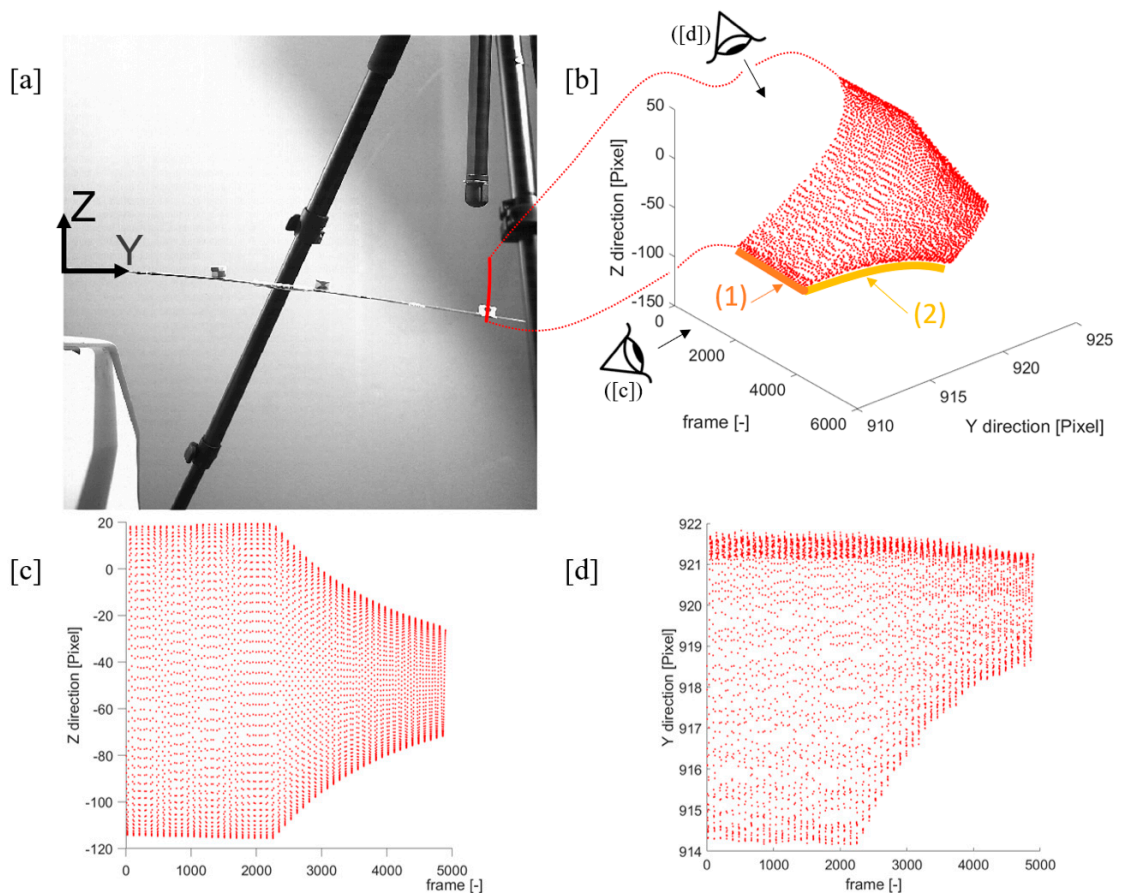 [a]
Z
Y
[b]
([d])
50
0
-50
-100
-150
Z direction [Pixel]
(1)
(2)
([c])
0
2000
4000
6000
frame [-]
910
915
920
925
Y direction [Pixel]
[c]
20
0
-20
-40
-60
-80
-100
-120
Z direction [Pixel]
0
1000
2000
3000
4000
5000
frame [-]
[d]
922
921
920
919
918
917
916
915
914
Y direction [Pixel]
0
1000
2000
3000
4000
5000
frame [-]